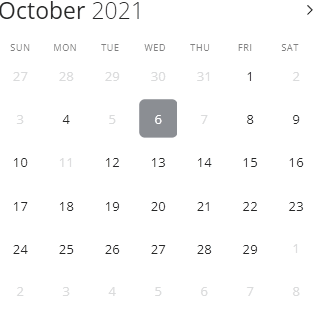 October 2021 >
SUN MON TUE WED THU FRI SAT
27 28 29 30 31 1 2
3 4 5 6 7 8 9
10 11 12 13 14 15 16
17 18 19 20 21 22 23
24 25 26 27 28 29 1
2 3 4 5 6 7 8